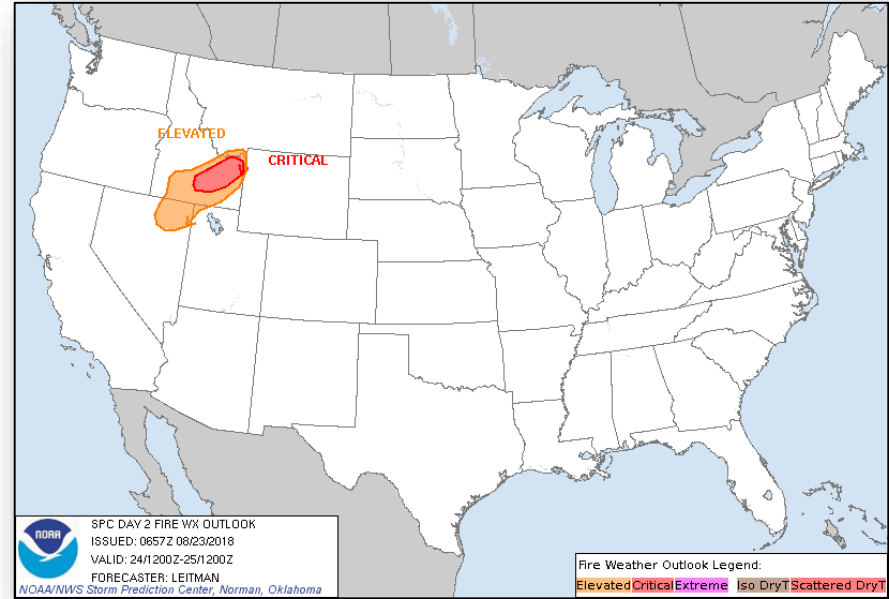 ELEVATED
CRITICAL
NOAA
SPC DAY 2 FIRE WX OUTLOOK
ISSUED: 0657Z 08/23/2018
VALID: 24/1200Z-25/1200Z
FORECASTER: LEITMAN
NOAA/NWS Storm Prediction Center, Norman, Oklahoma
Fire Weather Outlook Legend:
Elevated Critical Extreme Iso DryT Scattered DryT